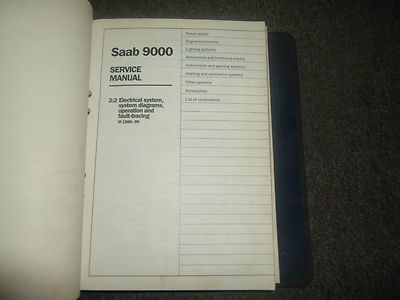 Saab 9000
SERVICE
MANUAL
3:2 Electrical system,
system diagrams,
operation and
fault-tracing
M 1988–90
Power supply
Engine electronics
Lighting systems
Windscreen and headlamp wipers
Instruments and warning systems
Heating and ventilation systems
Other systems
Accessories
List of components